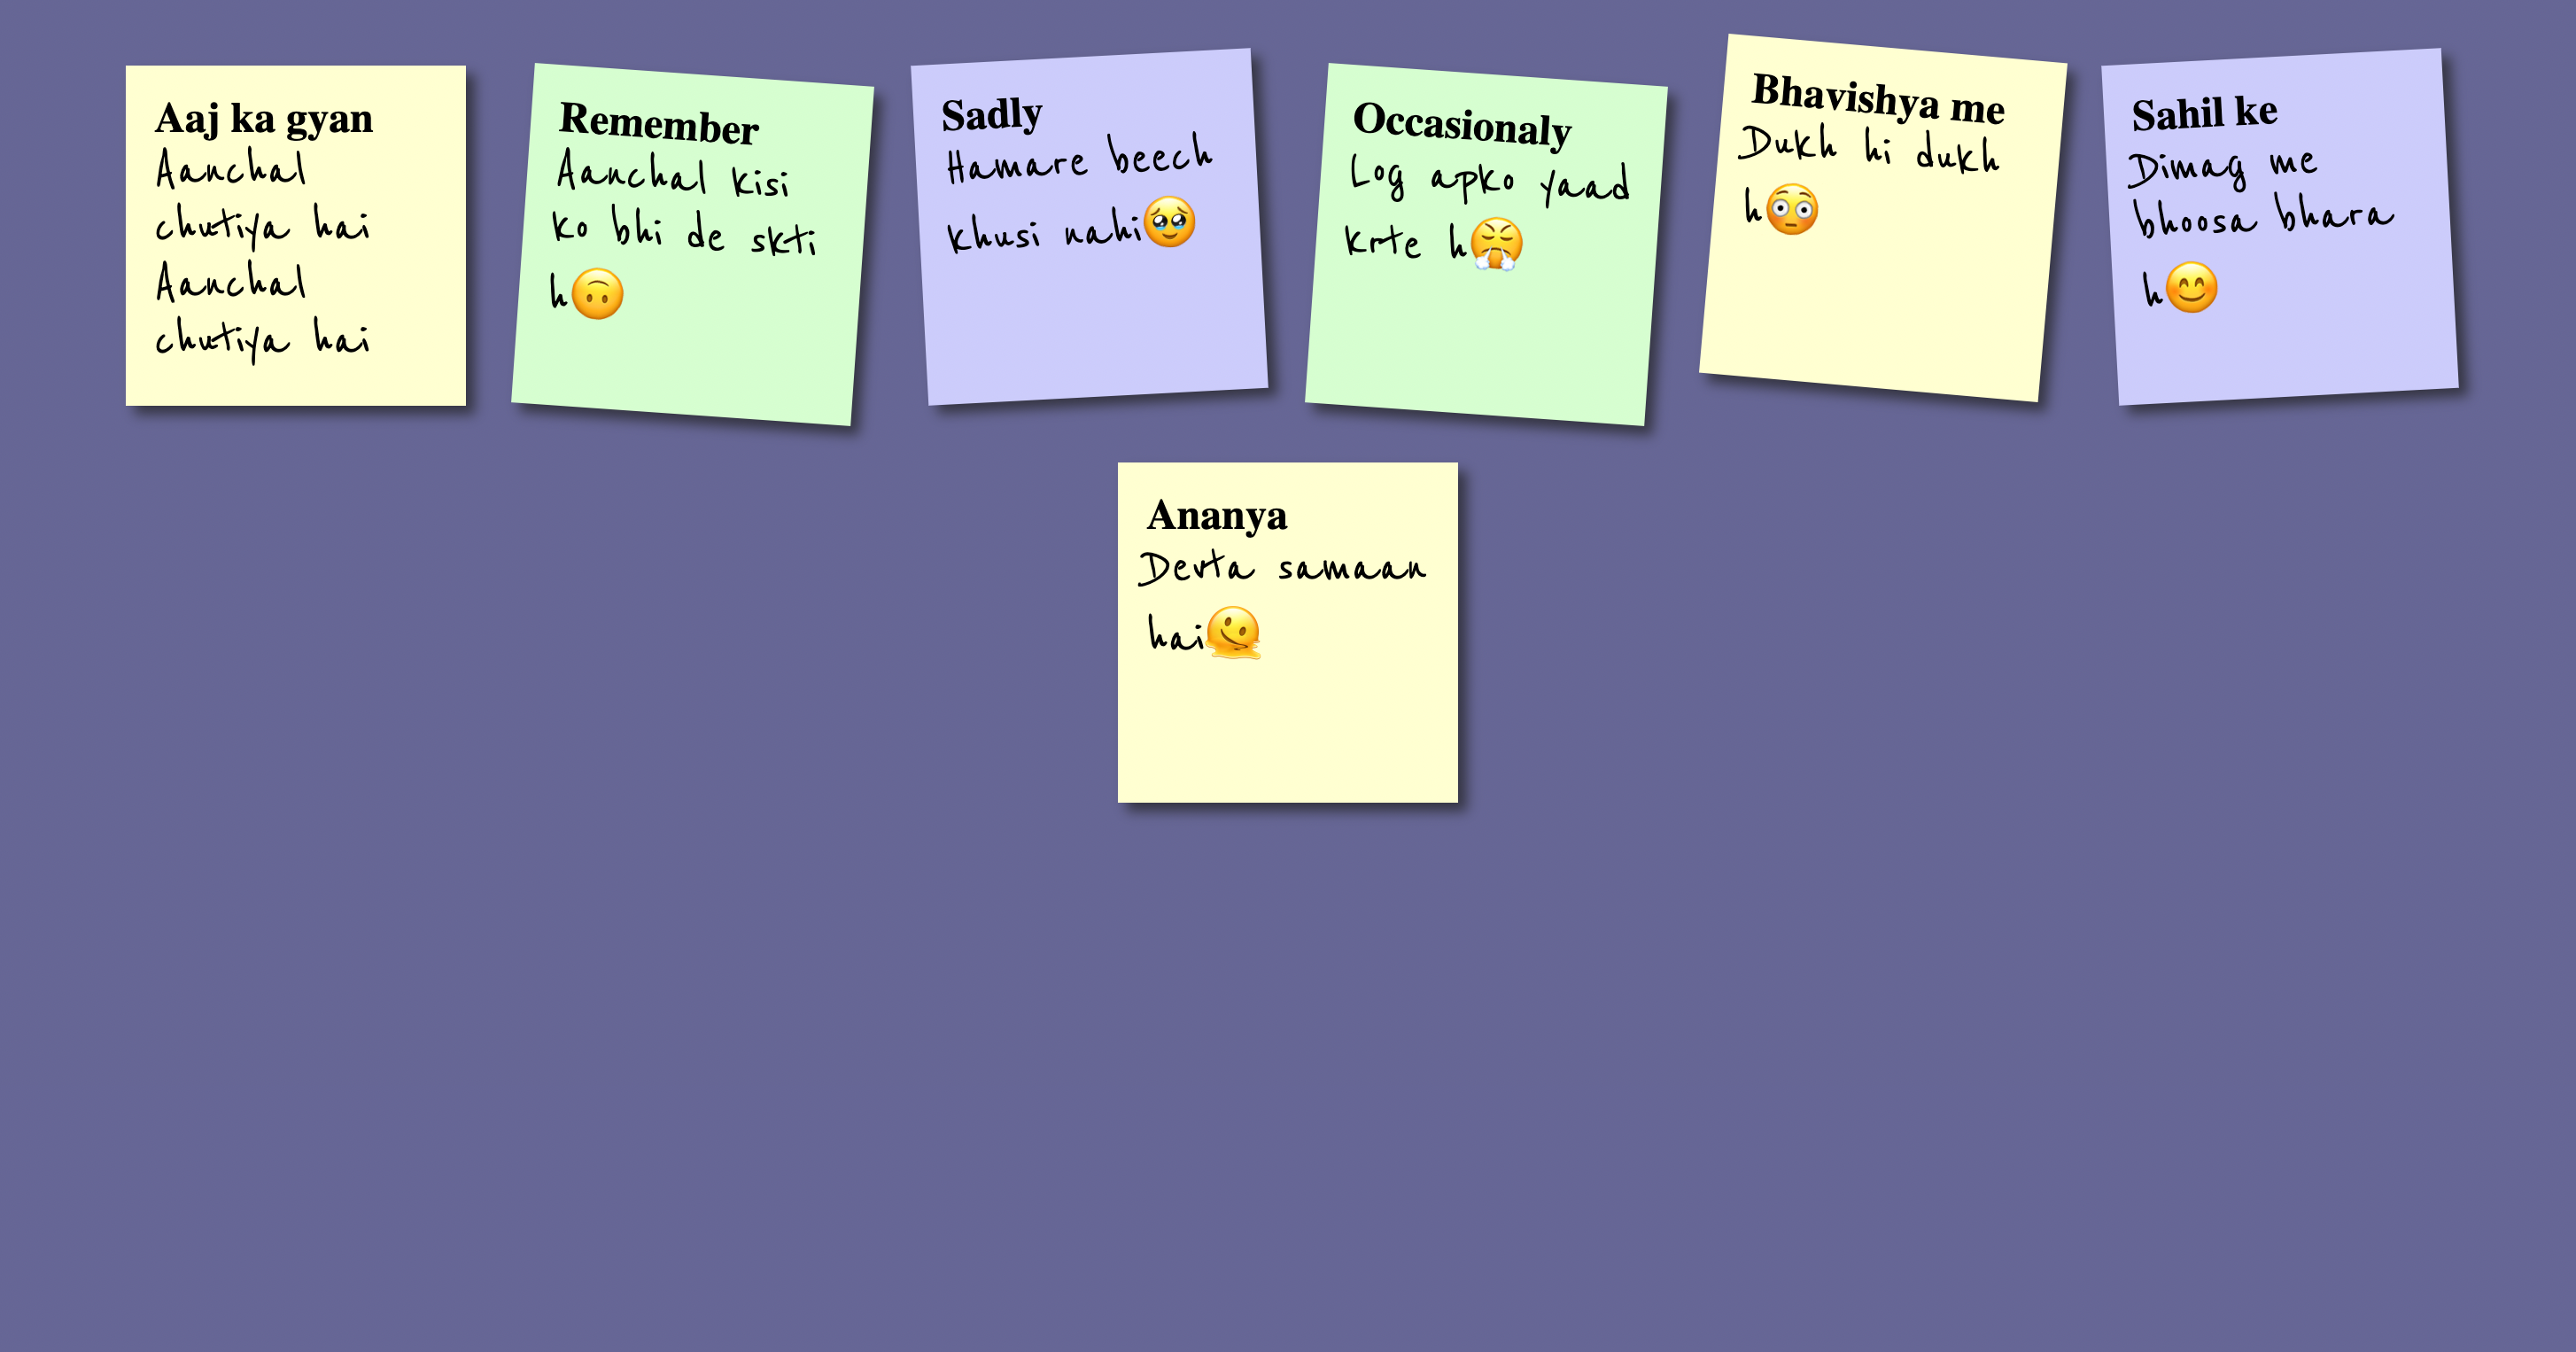 Aaj ka gyan
Aanchal
chutiya hai
Aanchal
chutiya hai
Remember
Aanchal kisi
ko bhi de skti
h🙃
Sadly
Hamare beech
khusi nahi🥹
Occasionaly
Log apko yaad
krte h😤
Bhavishya me
Dukh hi dukh
h😳
Sahil ke
Dimag me
bhoosa bhara
h😊
Ananya
Devta samaan
hai🫠